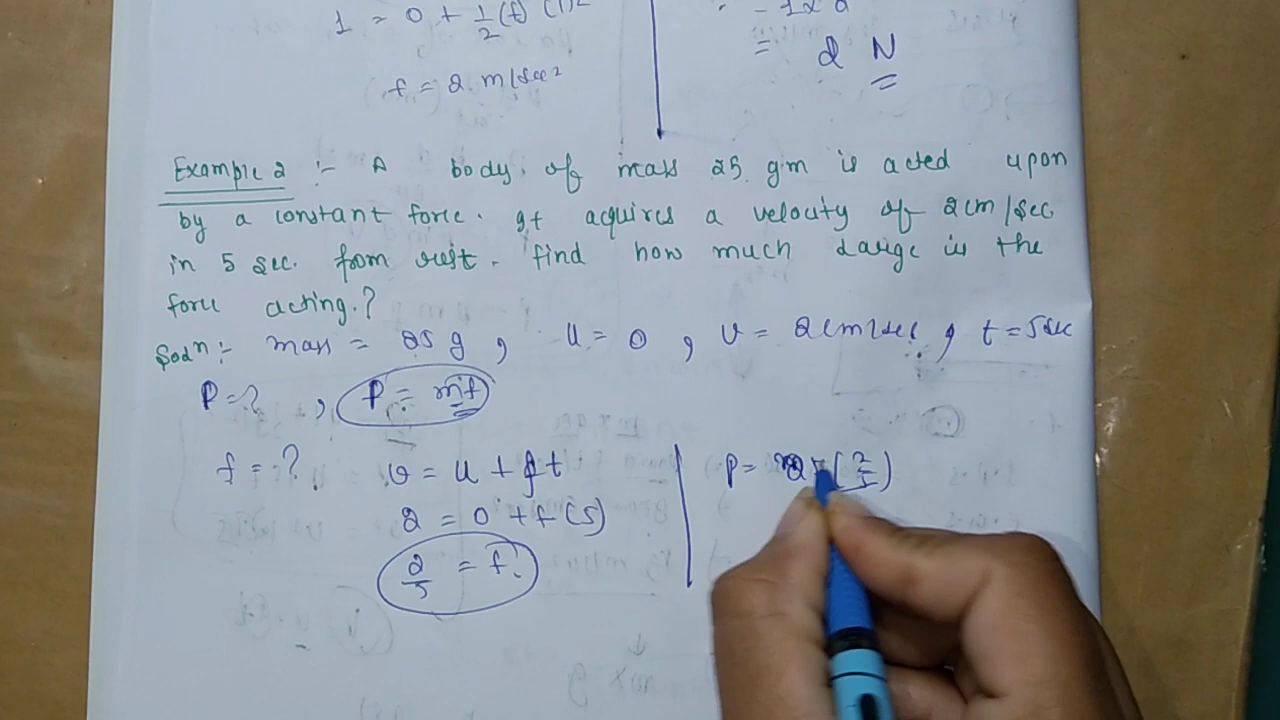 1 = 0 + 1/2 (f) (1)2
f = 2 m/sec2
= 2 N
Example 2 :- A body of mass 25 gm is acted upon
by a constant force. It acquires a velocity of 2cm/sec
in 5 sec. from rest. find how much large is the
force acting.?
Soln :- mass = 25 g, u = 0, v = 2cm/sec, t = 5sec
P = ?, P = mf
f = ? v = u + ft
2 = 0 + f(5)
2/5 = f.
P = (2/5)